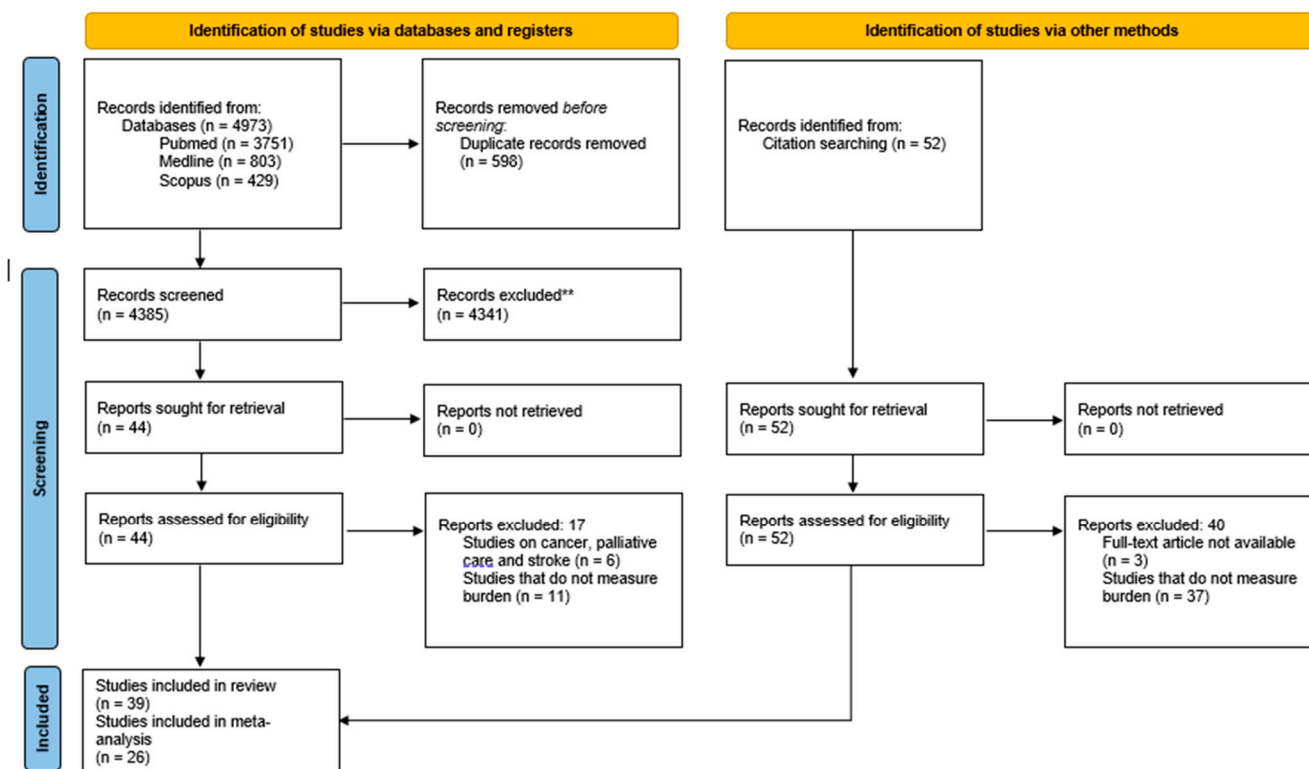 Identification of studies via databases and registers
Identification of studies via other methods
Identification
Records identified from:
Databases (n = 4973)
Pubmed (n = 3751)
Medline (n = 803)
Scopus (n = 429)
Records removed before
screening:
Duplicate records removed
(n = 598)
Records identified from:
Citation searching (n = 52)
Screening
Records screened
(n = 4385)
Records excluded**
(n = 4341)
Reports sought for retrieval
(n = 44)
Reports not retrieved
(n = 0)
Reports sought for retrieval
(n = 52)
Reports not retrieved
(n = 0)
Reports assessed for eligibility
(n = 44)
Reports excluded: 17
Studies on cancer, palliative
care and stroke (n = 6)
Studies that do not measure
burden (n = 11)
Reports assessed for eligibility
(n = 52)
Reports excluded: 40
Full-text article not available
(n = 3)
Studies that do not measure
burden (n = 37)
Included
Studies included in review
(n = 39)
Studies included in meta-
analysis
(n = 26)